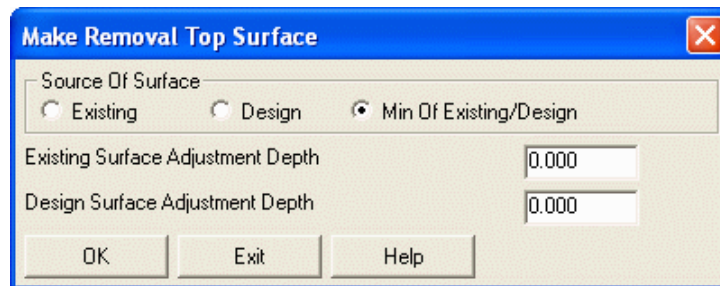 Make Removal Top Surface
Source Of Surface
Existing Design Min Of Existing/Design
Existing Surface Adjustment Depth 0.000
Design Surface Adjustment Depth 0.000
OK Exit Help